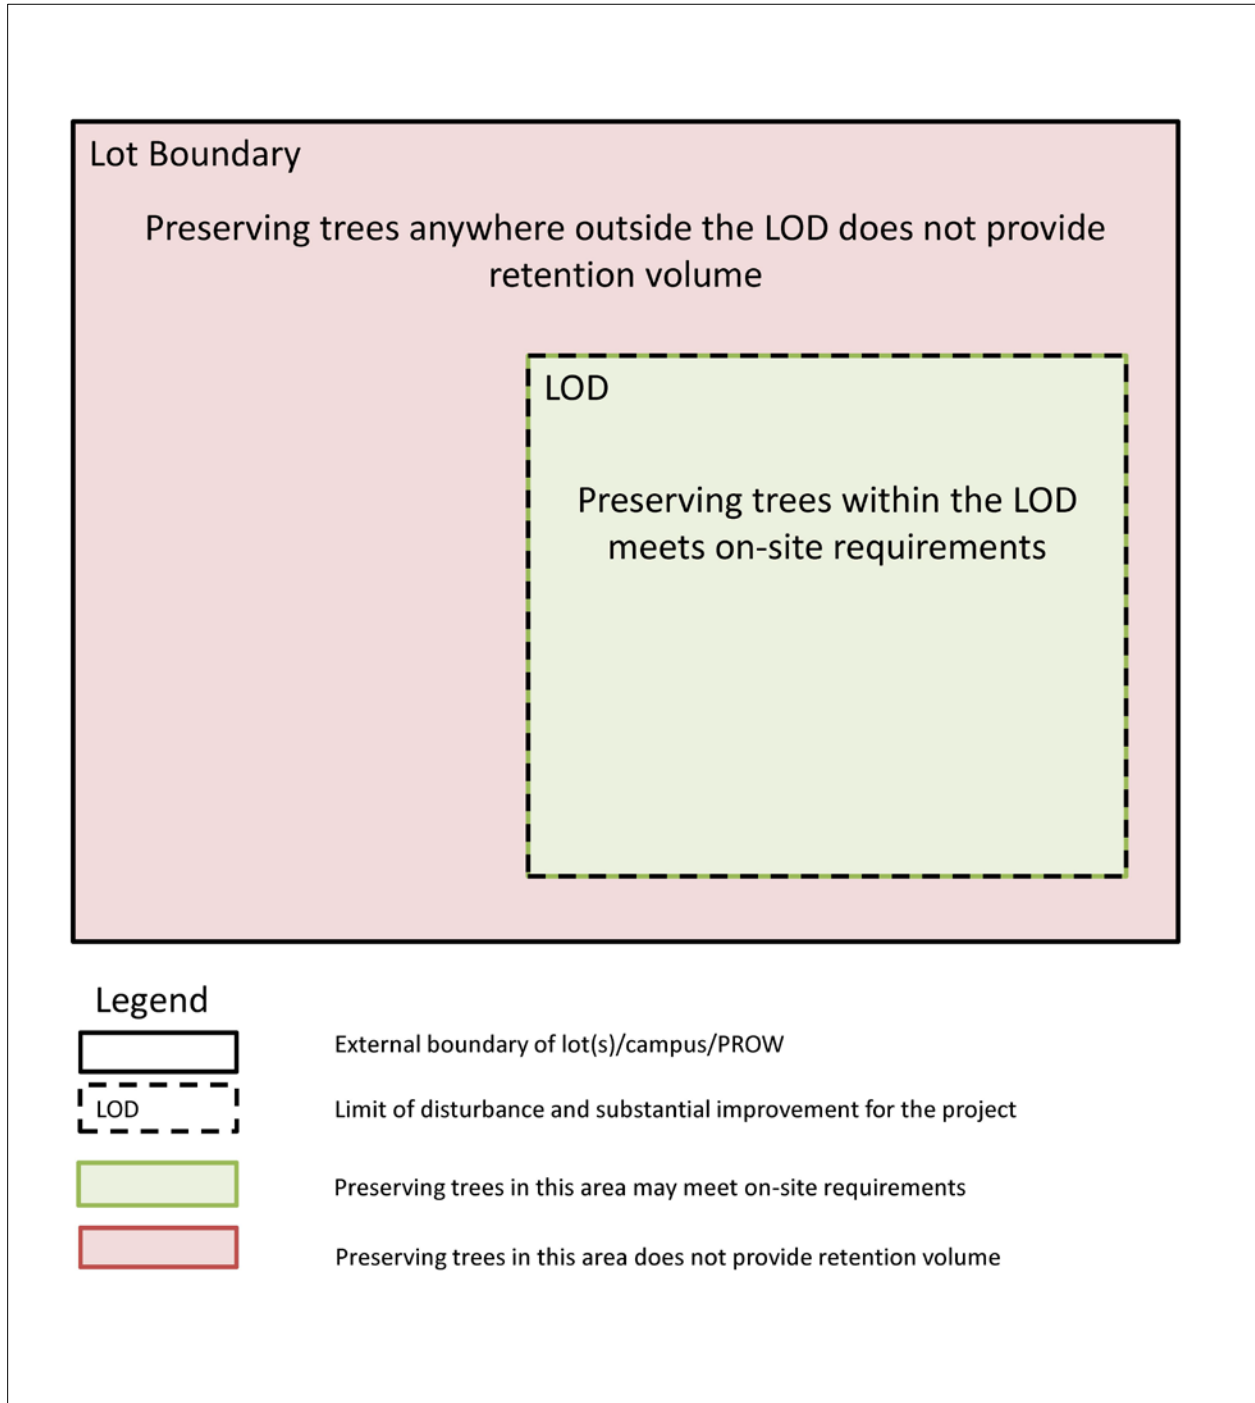 Lot Boundary
Preserving trees anywhere outside the LOD does not provide
retention volume
LOD
Preserving trees within the LOD
meets on-site requirements
Legend
External boundary of lot(s)/campus/PROW
LOD
Limit of disturbance and substantial improvement for the project
Preserving trees in this area may meet on-site requirements
Preserving trees in this area does not provide retention volume